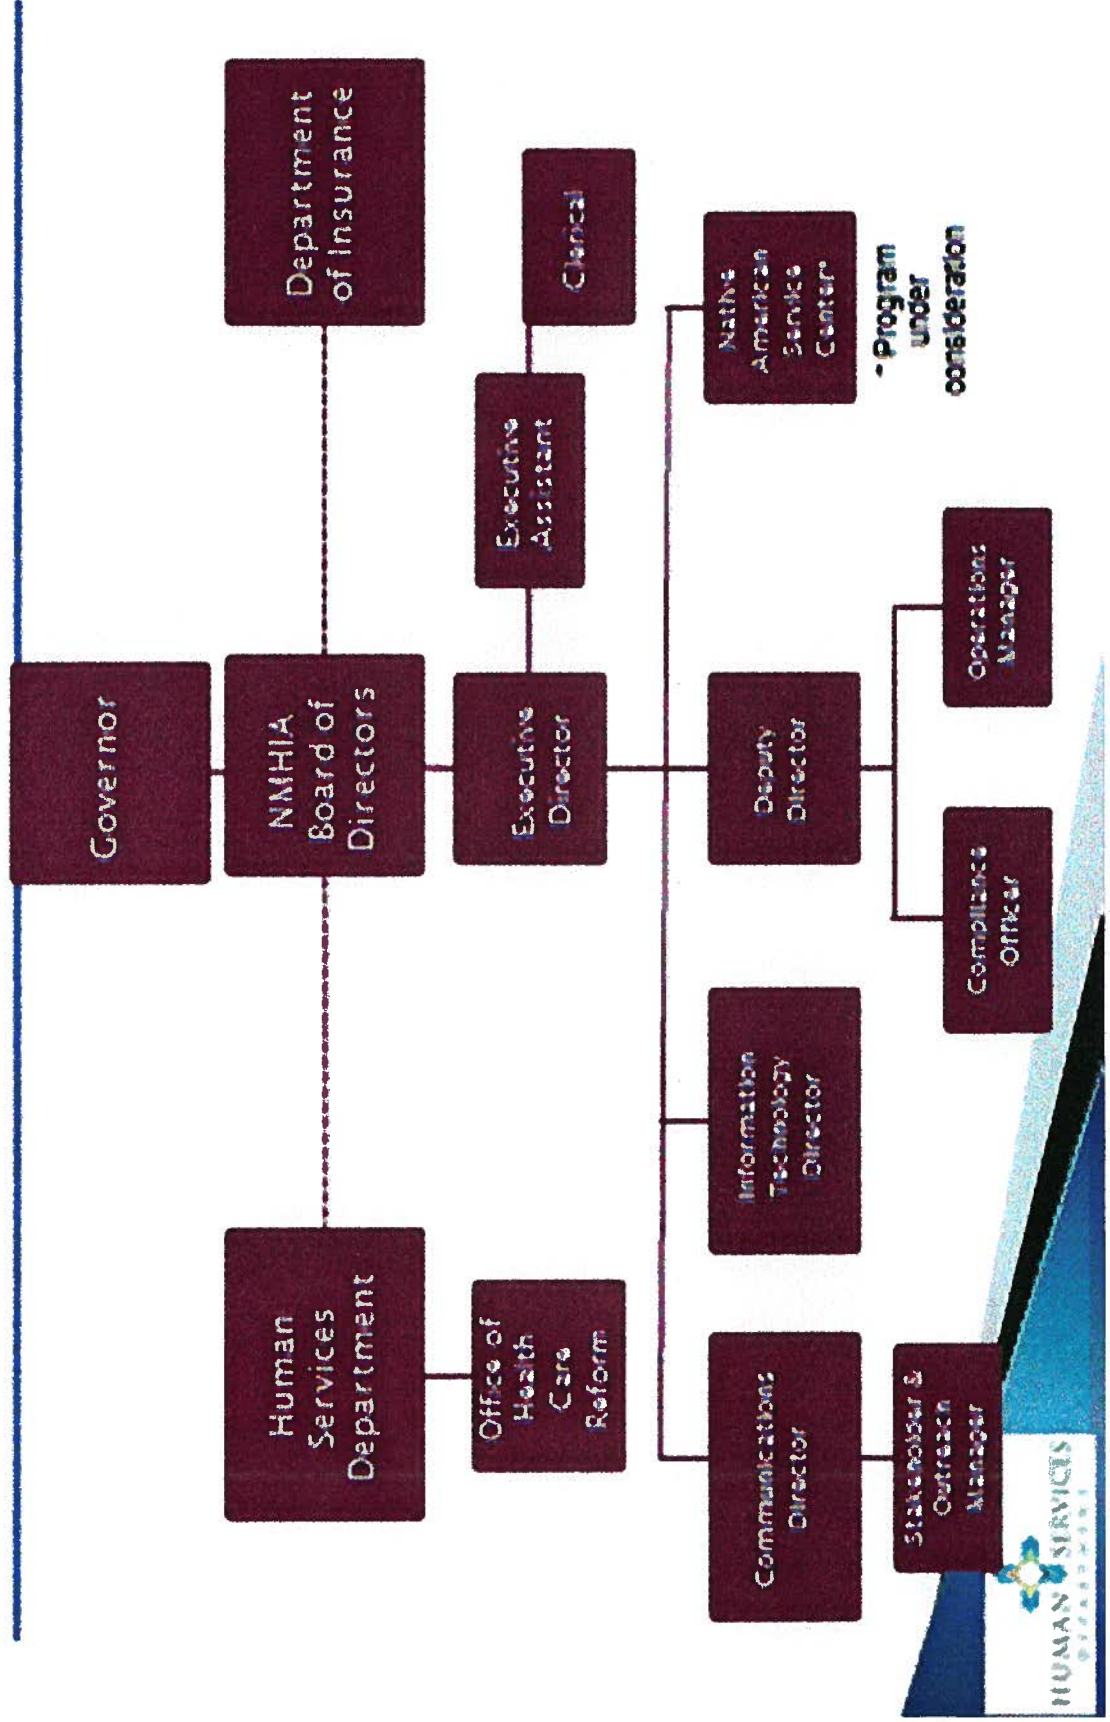 Governor
Human
Services
Department
NMHIA
Board of
Directors
Department
of Insurance
Office of
Health
Care
Reform
Executive
Director
Executive
Assistant
Clerical
Communications
Director
Information
Technology
Director
Deputy
Director
Native
American
Service
Center*
*Program
under
consideration
Stakeholder &
Outreach
Manager
Compliance
Officer
Operations
Manager
HUMAN SERVICES
DEPARTMENT